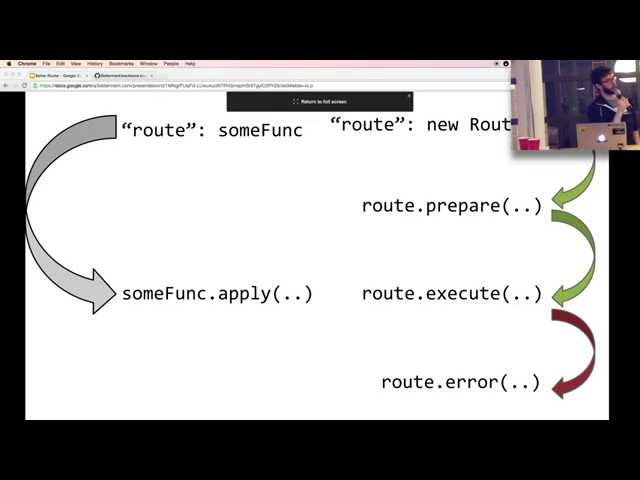 Chrome File Edit View History Bookmarks Window People Help
Return to full screen
"route": someFunc
"route": new Rout
route.prepare(..)
someFunc.apply(..)
route.execute(..)
route.error(..)